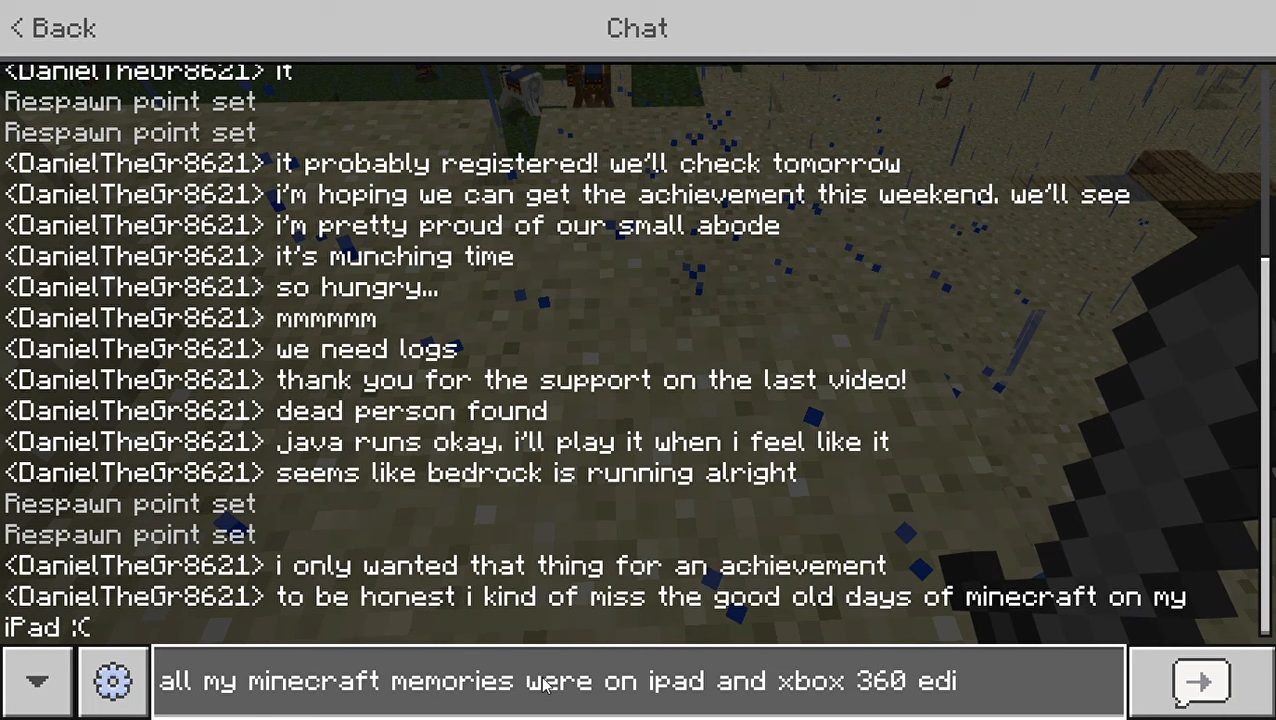 < Back
Chat
<DanielTheGr8621> it
Respawn point set
Respawn point set
<DanielTheGr8621> it probably registered! we'll check tomorrow
<DanielTheGr8621> i'm hoping we can get the achievement this weekend. we'll see
<DanielTheGr8621> i'm pretty proud of our small abode
<DanielTheGr8621> it's munching time
<DanielTheGr8621> so hungry...
<DanielTheGr8621> mmmmmm
<DanielTheGr8621> we need logs
<DanielTheGr8621> thank you for the support on the last video!
<DanielTheGr8621> dead person found
<DanielTheGr8621> java runs okay. i'll play it when i feel like it
<DanielTheGr8621> seems like bedrock is running alright
Respawn point set
Respawn point set
<DanielTheGr8621> i only wanted that thing for an achievement
<DanielTheGr8621> to be honest i kind of miss the good old days of minecraft on my
iPad :C
all my minecraft memories were on ipad and xbox 360 edi